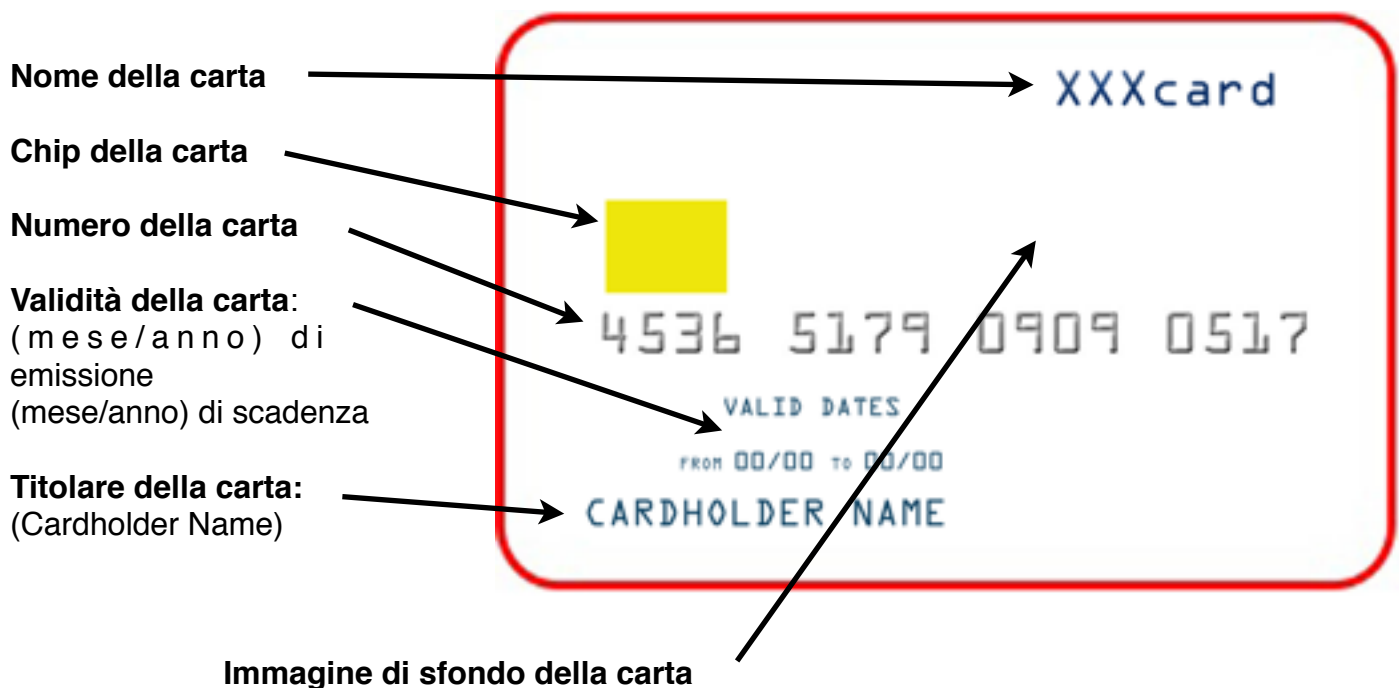 Nome della carta
XXXcard
Chip della carta
Numero della carta
4536 5179 0909 0517
Validità della carta:
(mese/anno) di
emissione
(mese/anno) di scadenza
VALID DATES
FROM 00/00 TO 00/00
Titolare della carta:
(Cardholder Name)
CARDHOLDER NAME
Immagine di sfondo della carta